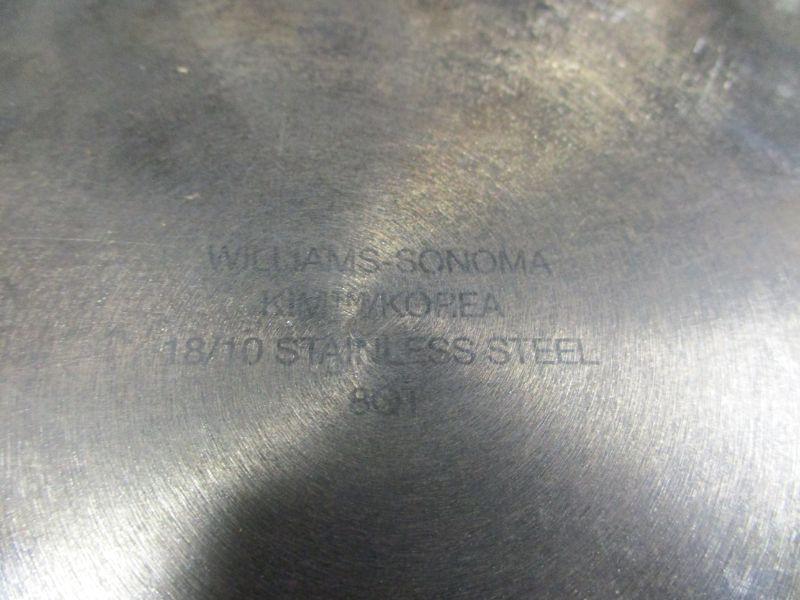 WILLIAMS-SONOMA
/KOREA
18/10 STAINLESS STEEL
8QT